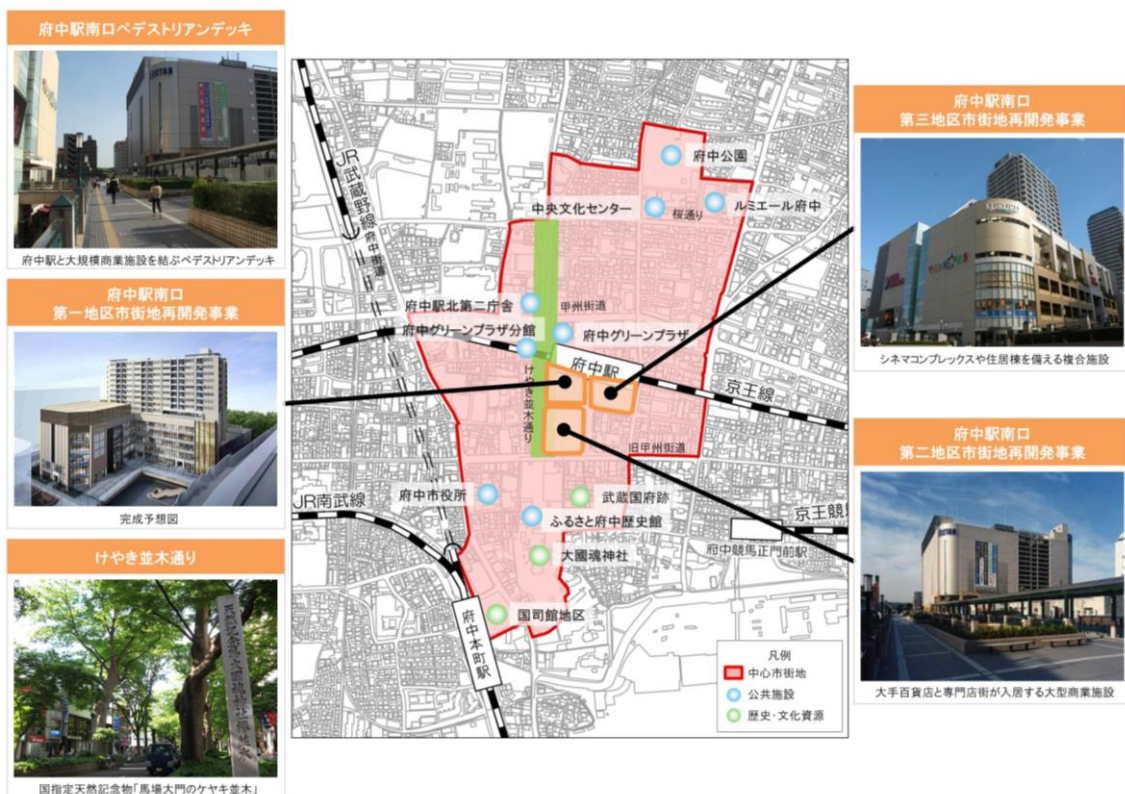 府中駅南口ペデストリアンデッキ
府中駅と大規模商業施設を結ぶペデストリアンデッキ
府中駅南口
第一地区市街地再開発事業
完成予想図
けやき並木通り
天然記念物
国指定天然記念物「馬場大門のケヤキ並木」
府中公園
中央文化センター
桜通り
ルミエール府中
JR武蔵野線
府中街道
府中駅北第二庁舎
甲州街道
府中グリーンプラザ分館
府中グリーンプラザ
府中駅
けやき並木通り
京王線
旧甲州街道
JR南武線
府中市役所
武蔵国府跡
ふるさと府中歴史館
京王競馬
府中競馬正門前駅
大國魂神社
国司館地区
府中本町駅
凡例
中心市街地
公共施設
歴史・文化資源
府中駅南口
第三地区市街地再開発事業
シネマコンプレックスや住居棟を備える複合施設
府中駅南口
第二地区市街地再開発事業
大手百貨店と専門店街が入居する大型商業施設